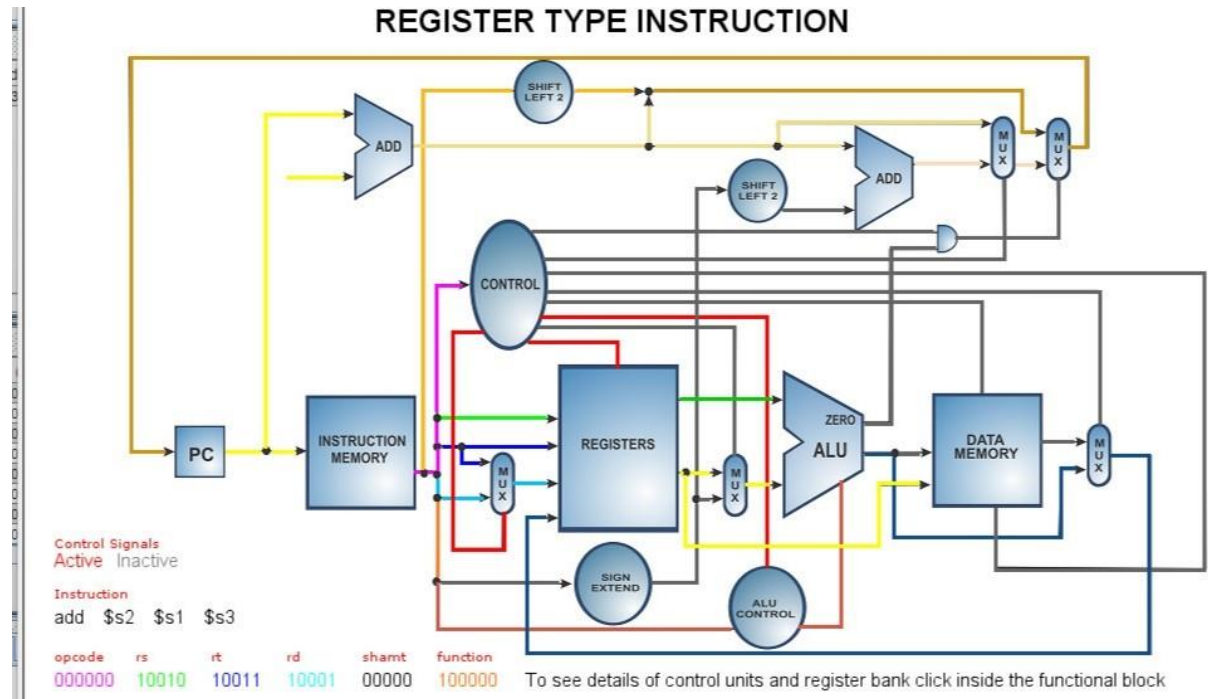 REGISTER TYPE INSTRUCTION
SHIFT
LEFT 2
ADD
M
U
X
M
U
X
SHIFT
LEFT 2
ADD
CONTROL
PC
INSTRUCTION
MEMORY
M
U
X
REGISTERS
M
U
X
ZERO
ALU
DATA
MEMORY
M
U
X
SIGN
EXTEND
ALU
CONTROL
Control Signals
Active Inactive
Instruction
add $s2 $s1 $s3
opcode rs rt rd shamt function
000000 10010 10011 10001 00000 100000 To see details of control units and register bank click inside the functional block